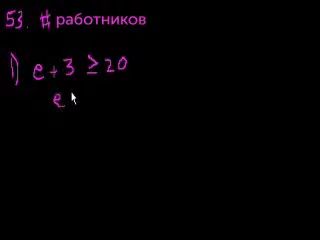 53. # работников
1) e + 3 ≥ 20
e